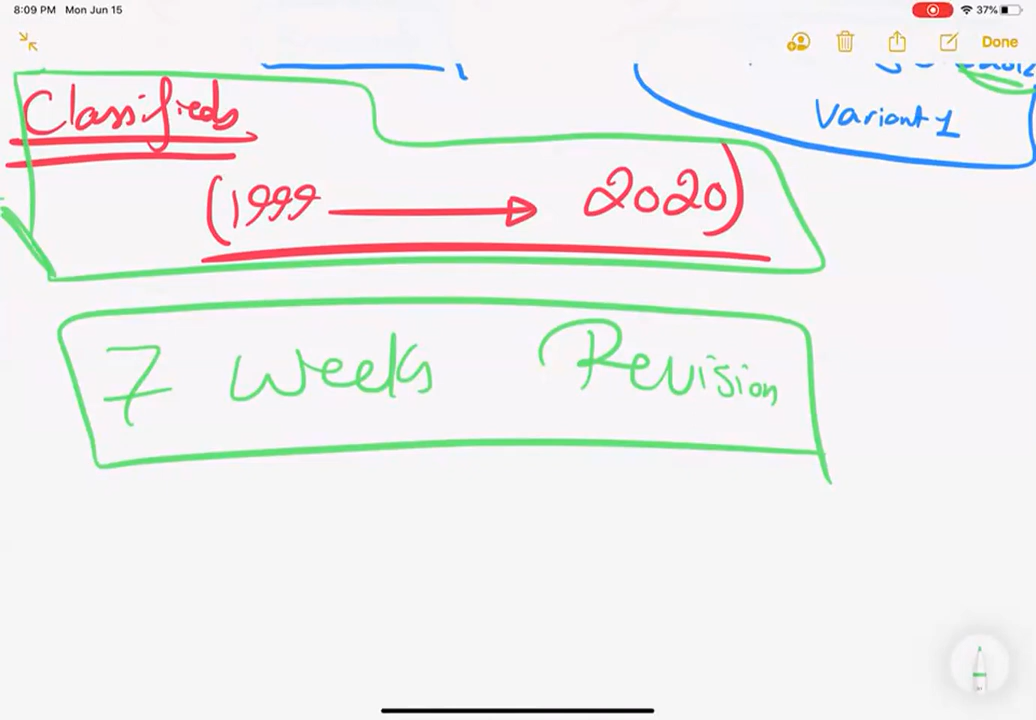 8:09 PM Mon Jun 15
37%
Done
Variant 1
Classifieds
(1999 → 2020)
7 weeks Revision